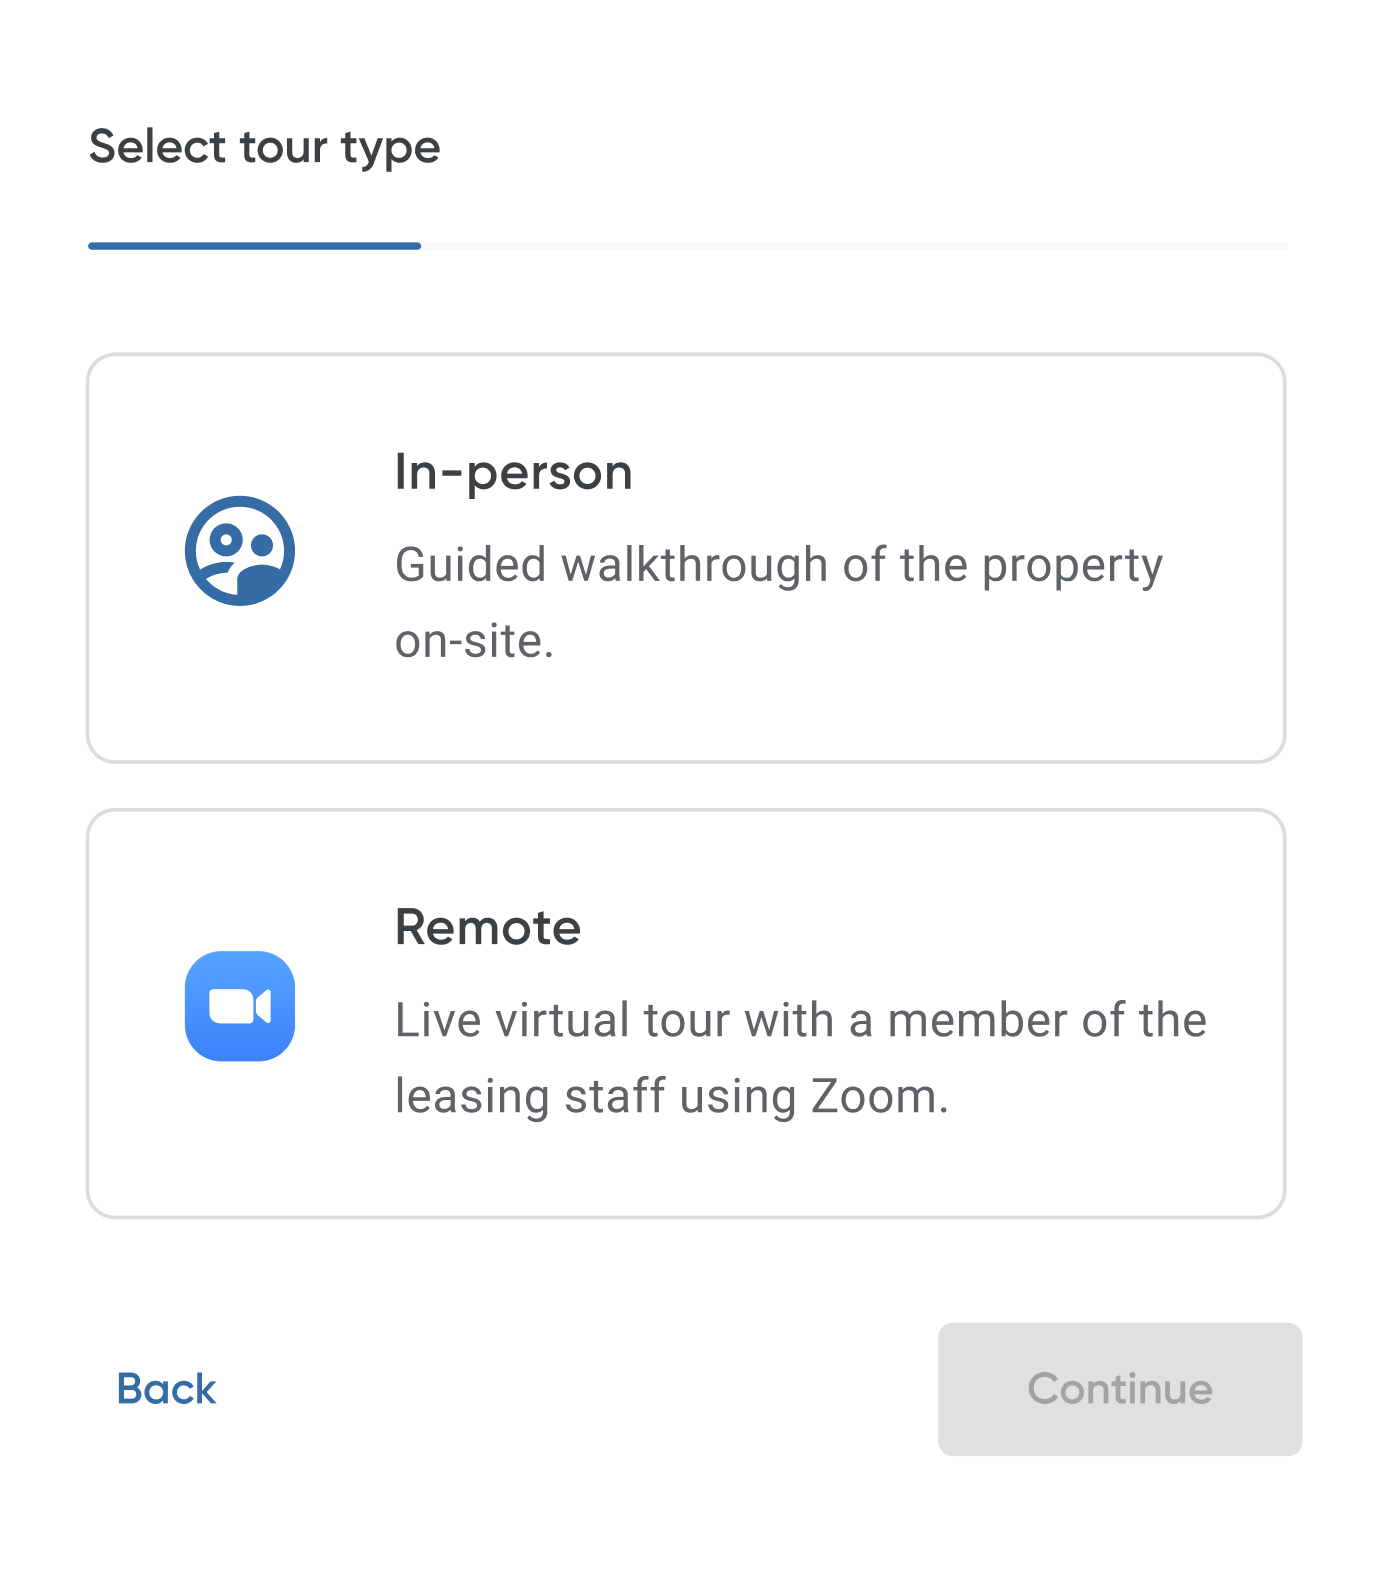 Select tour type
In-person
Guided walkthrough of the property
on-site.
Remote
Live virtual tour with a member of the
leasing staff using Zoom.
Back
Continue